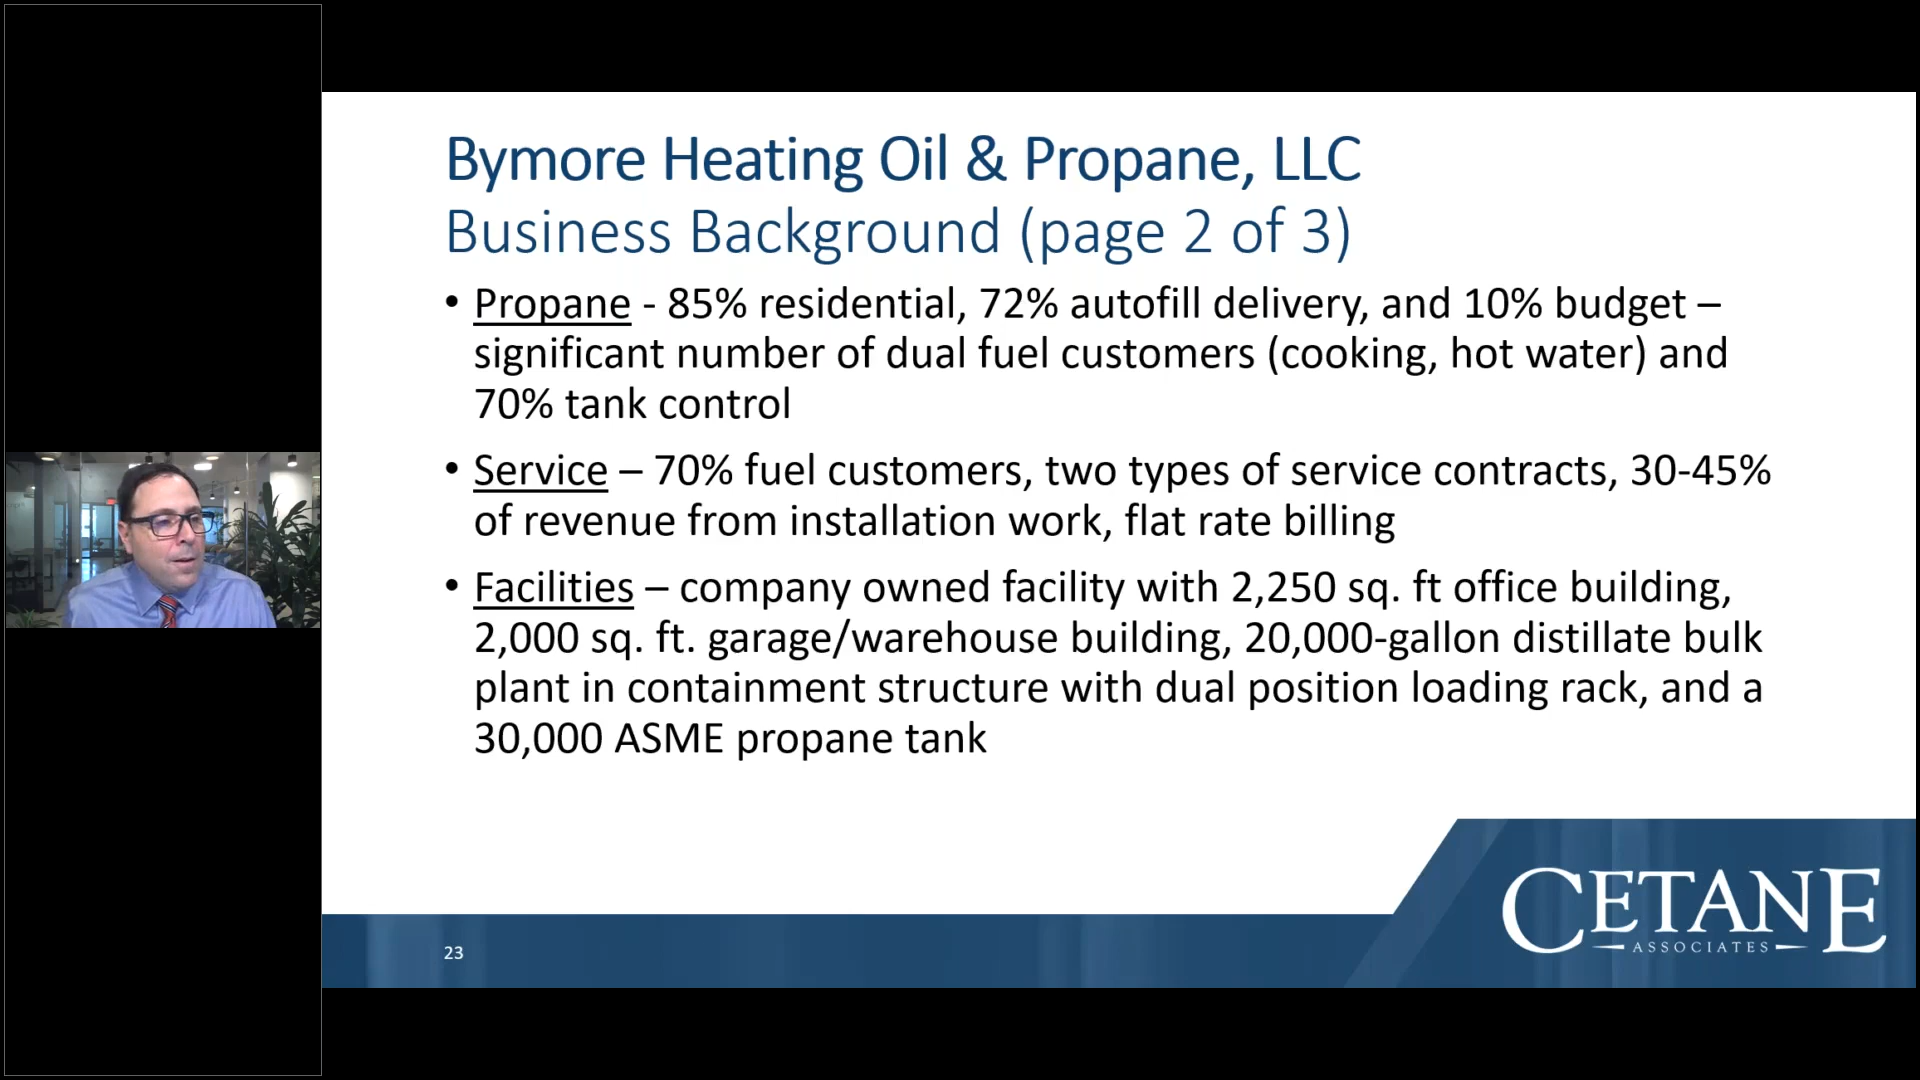 Bymore Heating Oil & Propane, LLC
Business Background (page 2 of 3)
• Propane - 85% residential, 72% autofill delivery, and 10% budget –
significant number of dual fuel customers (cooking, hot water) and
70% tank control
• Service – 70% fuel customers, two types of service contracts, 30-45%
of revenue from installation work, flat rate billing
• Facilities – company owned facility with 2,250 sq. ft office building,
2,000 sq. ft. garage/warehouse building, 20,000-gallon distillate bulk
plant in containment structure with dual position loading rack, and a
30,000 ASME propane tank
23
CETANE
ASSOCIATES